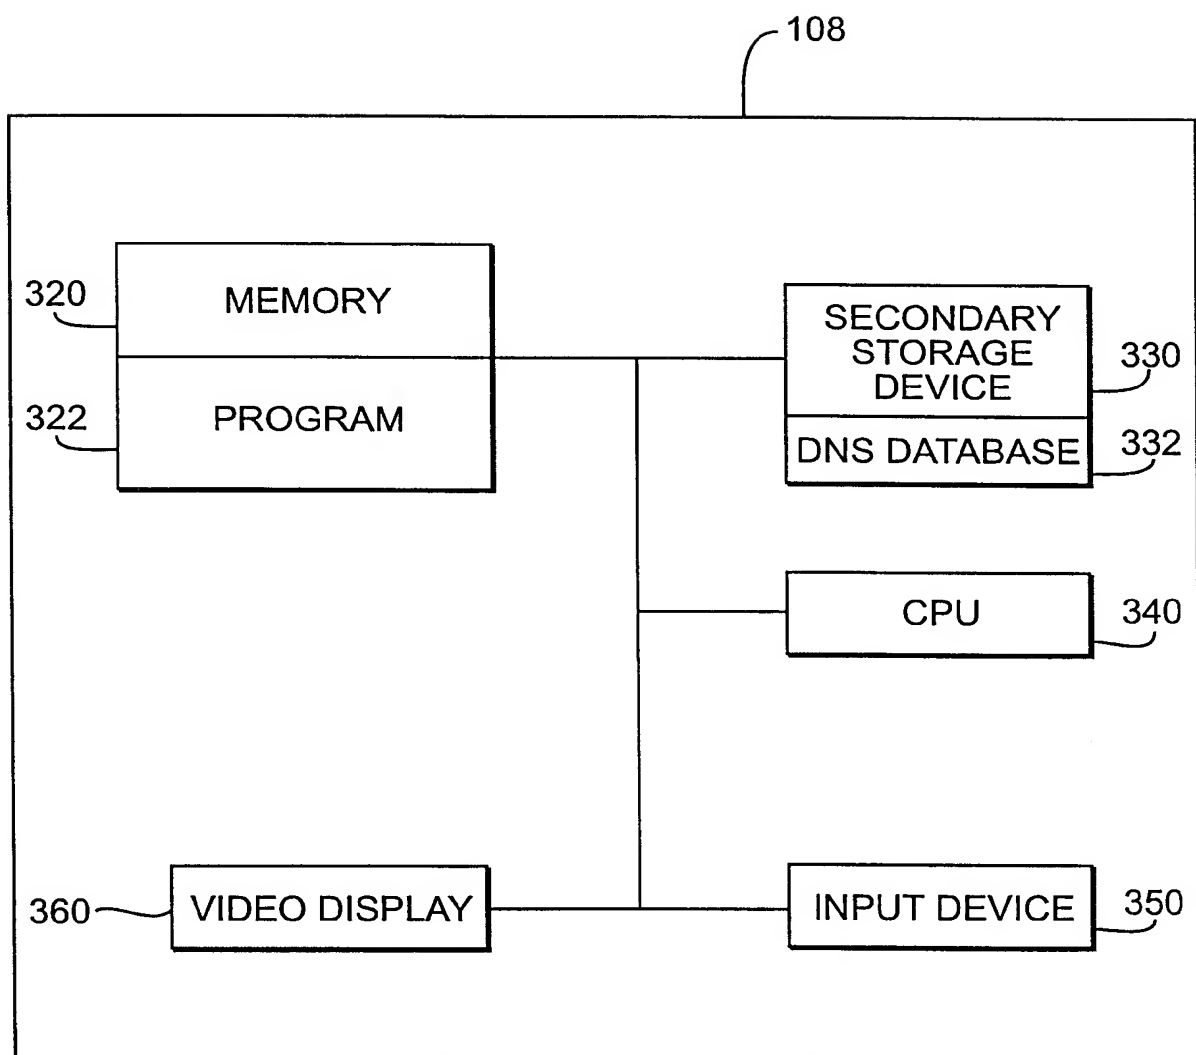 108
320
MEMORY
322
PROGRAM
SECONDARY
STORAGE
DEVICE
330
DNS DATABASE
332
CPU
340
360
VIDEO DISPLAY
INPUT DEVICE
350